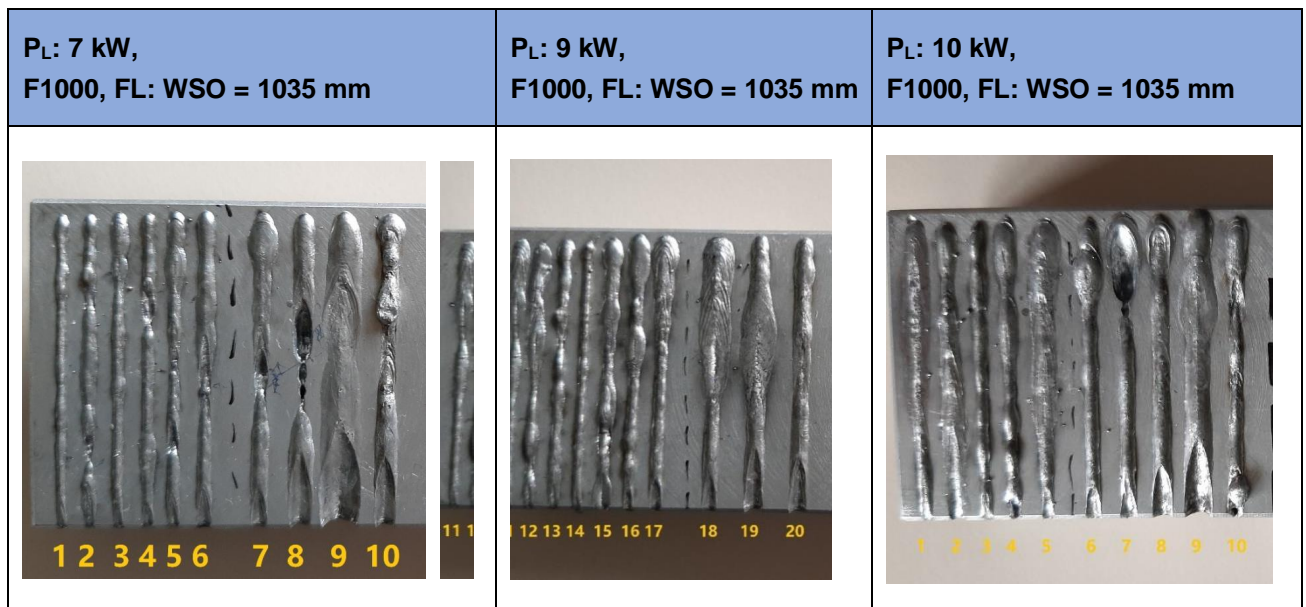 PL: 7 kW,
F1000, FL: WSO = 1035 mm
PL: 9 kW,
F1000, FL: WSO = 1035 mm
PL: 10 kW,
F1000, FL: WSO = 1035 mm
1 2 3 4 5 6 7 8 9 10
11 1
12 13 14 15 16 17 18 19 20
1 2 3 4 5 6 7 8 9 10